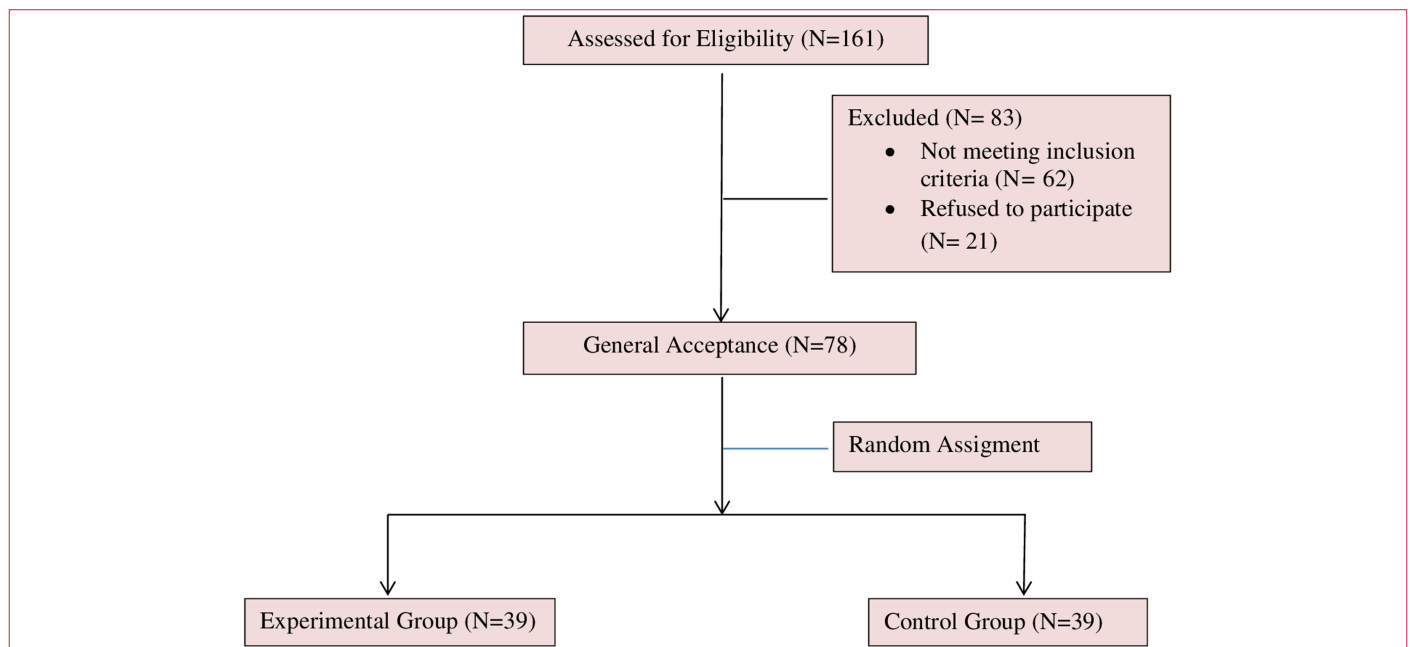 Assessed for Eligibility (N=161)
Excluded (N= 83)
● Not meeting inclusion
criteria (N= 62)
● Refused to participate
(N= 21)
General Acceptance (N=78)
Random Assigment
Experimental Group (N=39)
Control Group (N=39)